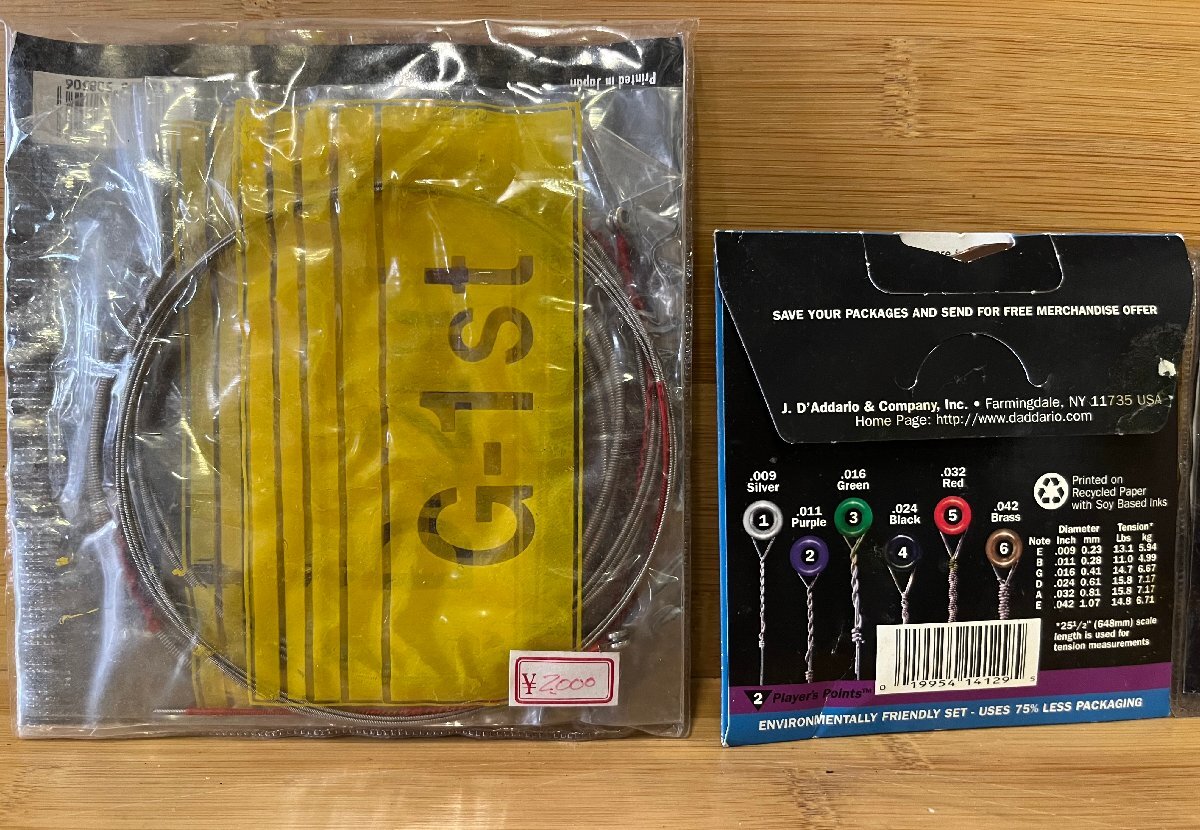 Printed in Japan
G-1st
¥2,000
SAVE YOUR PACKAGES AND SEND FOR FREE MERCHANDISE OFFER
J. D'Addario & Company, Inc. • Farmingdale, NY 11735 USA
Home Page: http://www.daddario.com
.009 Silver
.011 Purple
.016 Green
.024 Black
.032 Red
.042 Brass
1
2
3
4
5
6
Printed on
Recycled Paper
with Soy Based Inks
Diameter Tension*
Note Inch mm Lbs kg
E .009 0.23 13.1 5.94
B .011 0.28 11.0 4.99
G .016 0.41 14.7 6.67
D .024 0.61 15.8 7.17
A .032 0.81 15.8 7.17
E .042 1.07 14.8 6.71
*25 1/2" (648mm) scale
length is used for
tension measurements
0 19954 14129 5
2 Player's Points™
ENVIRONMENTALLY FRIENDLY SET - USES 75% LESS PACKAGING